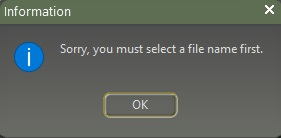 Information
Sorry, you must select a file name first.
OK